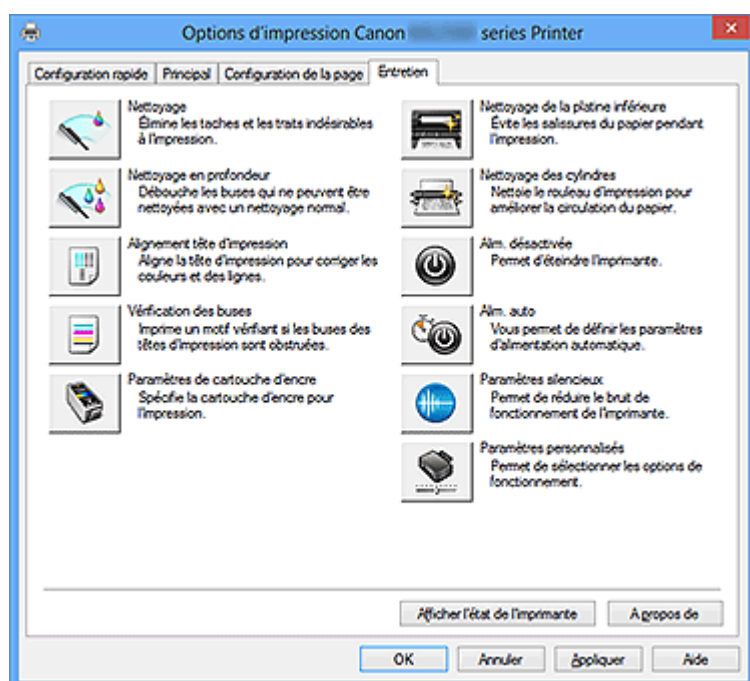 Options d'impression Canon series Printer
Configuration rapide Principal Configuration de la page Entretien
Nettoyage
Élimine les taches et les traits indésirables
à l'impression.
Nettoyage en profondeur
Débouche les buses qui ne peuvent être
nettoyées avec un nettoyage normal.
Alignement tête d'impression
Aligne la tête d'impression pour corriger les
couleurs et des lignes.
Vérification des buses
Imprime un motif vérifiant si les buses des
têtes d'impression sont obstruées.
Paramètres de cartouche d'encre
Spécifie la cartouche d'encre pour
l'impression.
Nettoyage de la platine inférieure
Évite les salissures du papier pendant
l'impression.
Nettoyage des cylindres
Nettoie le rouleau d'impression pour
améliorer la circulation du papier.
Alim. désactivée
Permet d'éteindre l'imprimante.
Alim. auto
Vous permet de définir les paramètres
d'alimentation automatique.
Paramètres silencieux
Permet de réduire le bruit de
fonctionnement de l'imprimante.
Paramètres personnalisés
Permet de sélectionner les options de
fonctionnement.
Afficher l'état de l'imprimante A propos de
OK Annuler Appliquer Aide